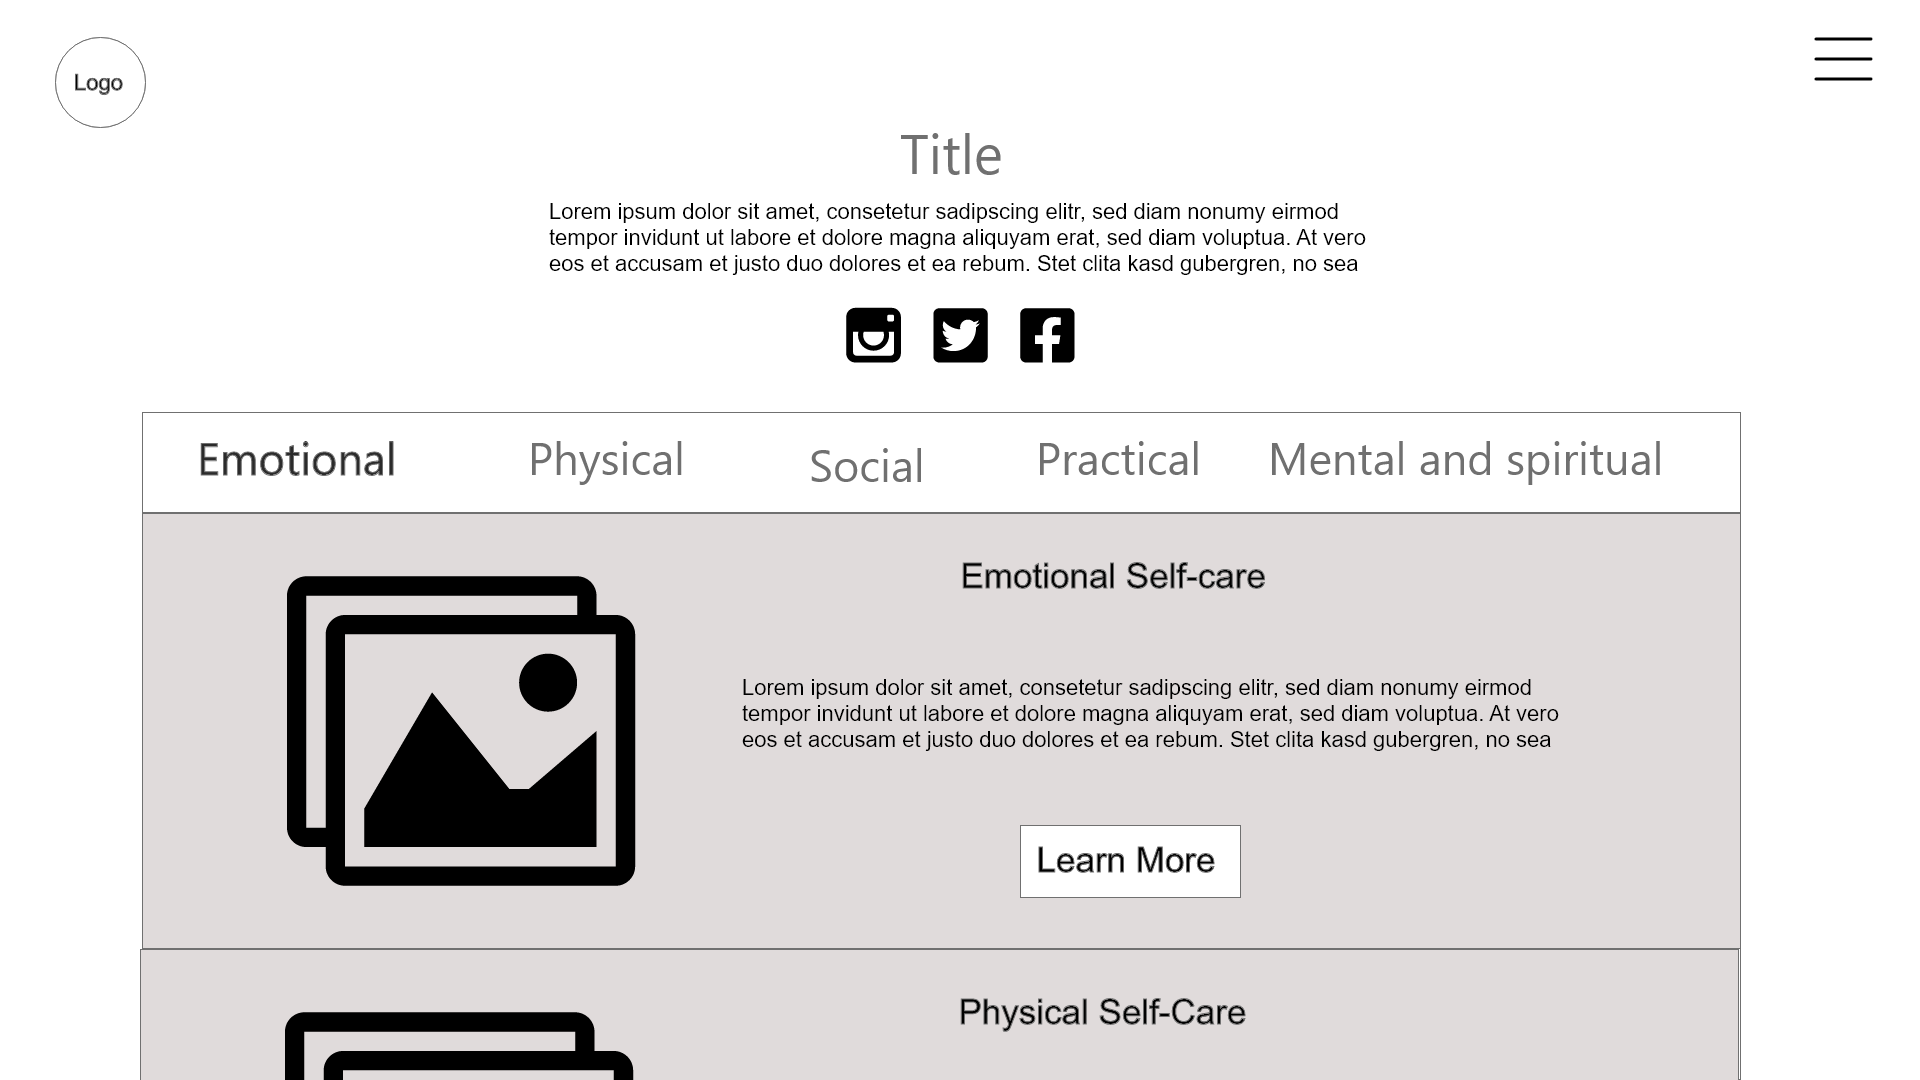 Logo
Title
Lorem ipsum dolor sit amet, consetetur sadipscing elitr, sed diam nonumy eirmod
tempor invidunt ut labore et dolore magna aliquyam erat, sed diam voluptua. At vero
eos et accusam et justo duo dolores et ea rebum. Stet clita kasd gubergren, no sea
Emotional Physical Social Practical Mental and spiritual
Emotional Self-care
Lorem ipsum dolor sit amet, consetetur sadipscing elitr, sed diam nonumy eirmod
tempor invidunt ut labore et dolore magna aliquyam erat, sed diam voluptua. At vero
eos et accusam et justo duo dolores et ea rebum. Stet clita kasd gubergren, no sea
Learn More
Physical Self-Care